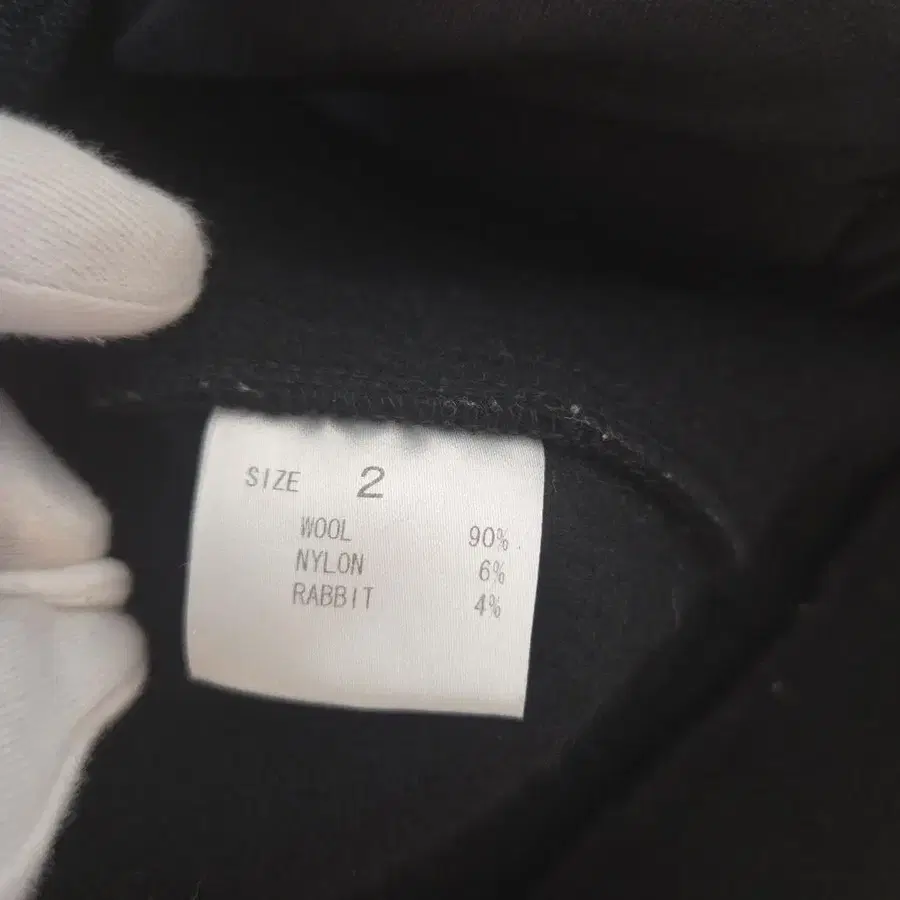 SIZE 2
WOOL 90%
NYLON 6%
RABBIT 4%